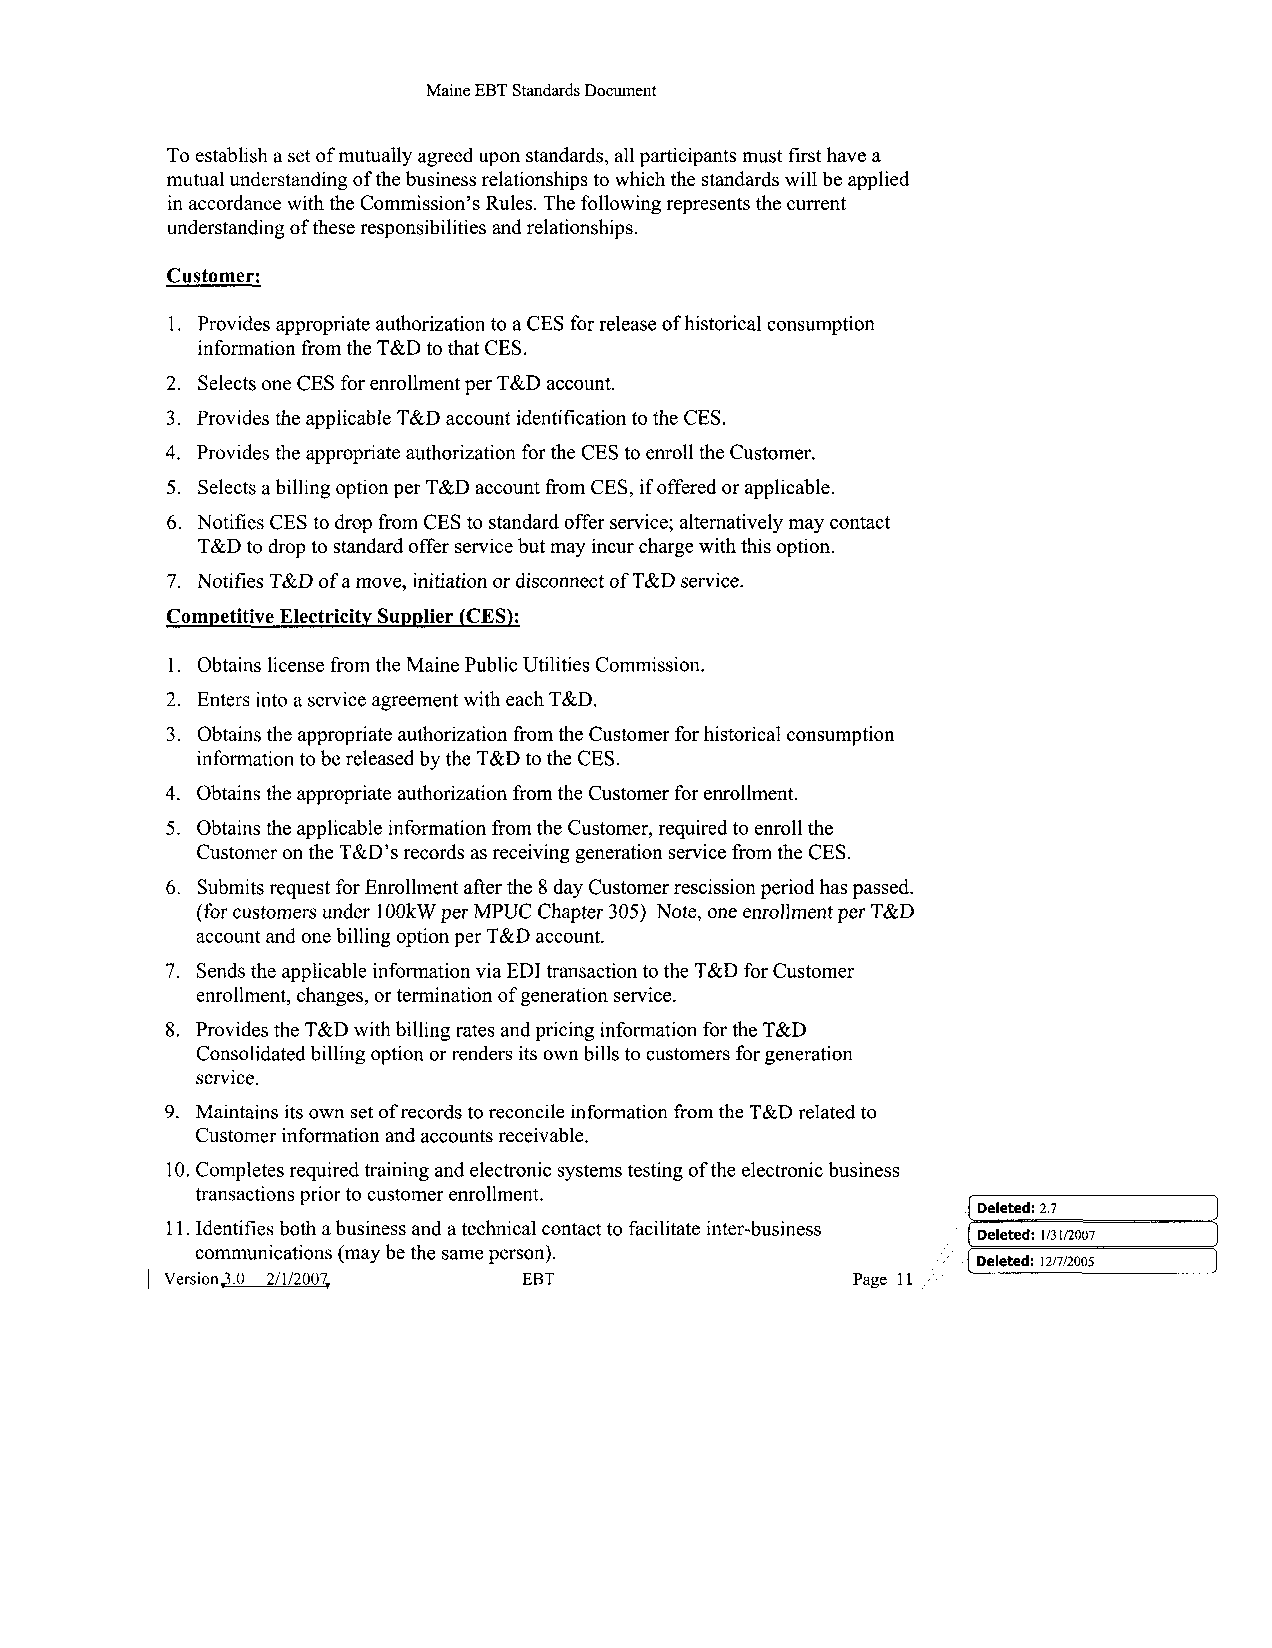 Maine EBT Standards Document
To establish a set of mutually agreed upon standards, all participants must first have a
mutual understanding of the business relationships to which the standards will be applied
in accordance with the Commission's Rules. The following represents the current
understanding of these responsibilities and relationships.
Customer:
1. Provides appropriate authorization to a CES for release of historical consumption
information from the T&D to that CES.
2. Selects one CES for enrollment per T&D account.
3. Provides the applicable T&D account identification to the CES.
4. Provides the appropriate authorization for the CES to enroll the Customer.
5. Selects a billing option per T&D account from CES, if offered or applicable.
6. Notifies CES to drop from CES to standard offer service; alternatively may contact
T&D to drop to standard offer service but may incur charge with this option.
7. Notifies T&D of a move, initiation or disconnect of T&D service.
Competitive Electricity Supplier (CES):
1. Obtains license from the Maine Public Utilities Commission.
2. Enters into a service agreement with each T&D.
3. Obtains the appropriate authorization from the Customer for historical consumption
information to be released by the T&D to the CES.
4. Obtains the appropriate authorization from the Customer for enrollment.
5. Obtains the applicable information from the Customer, required to enroll the
Customer on the T&D's records as receiving generation service from the CES.
6. Submits request for Enrollment after the 8 day Customer rescission period has passed.
(for customers under 100kW per MPUC Chapter 305) Note, one enrollment per T&D
account and one billing option per T&D account.
7. Sends the applicable information via EDI transaction to the T&D for Customer
enrollment, changes, or termination of generation service.
8. Provides the T&D with billing rates and pricing information for the T&D
Consolidated billing option or renders its own bills to customers for generation
service.
9. Maintains its own set of records to reconcile information from the T&D related to
Customer information and accounts receivable.
10. Completes required training and electronic systems testing of the electronic business
transactions prior to customer enrollment.
11. Identifies both a business and a technical contact to facilitate inter-business
communications (may be the same person).
Version 3.0 2/1/2007 EBT Page 11
Deleted: 2.7
Deleted: 1/31/2007
Deleted: 12/7/2005